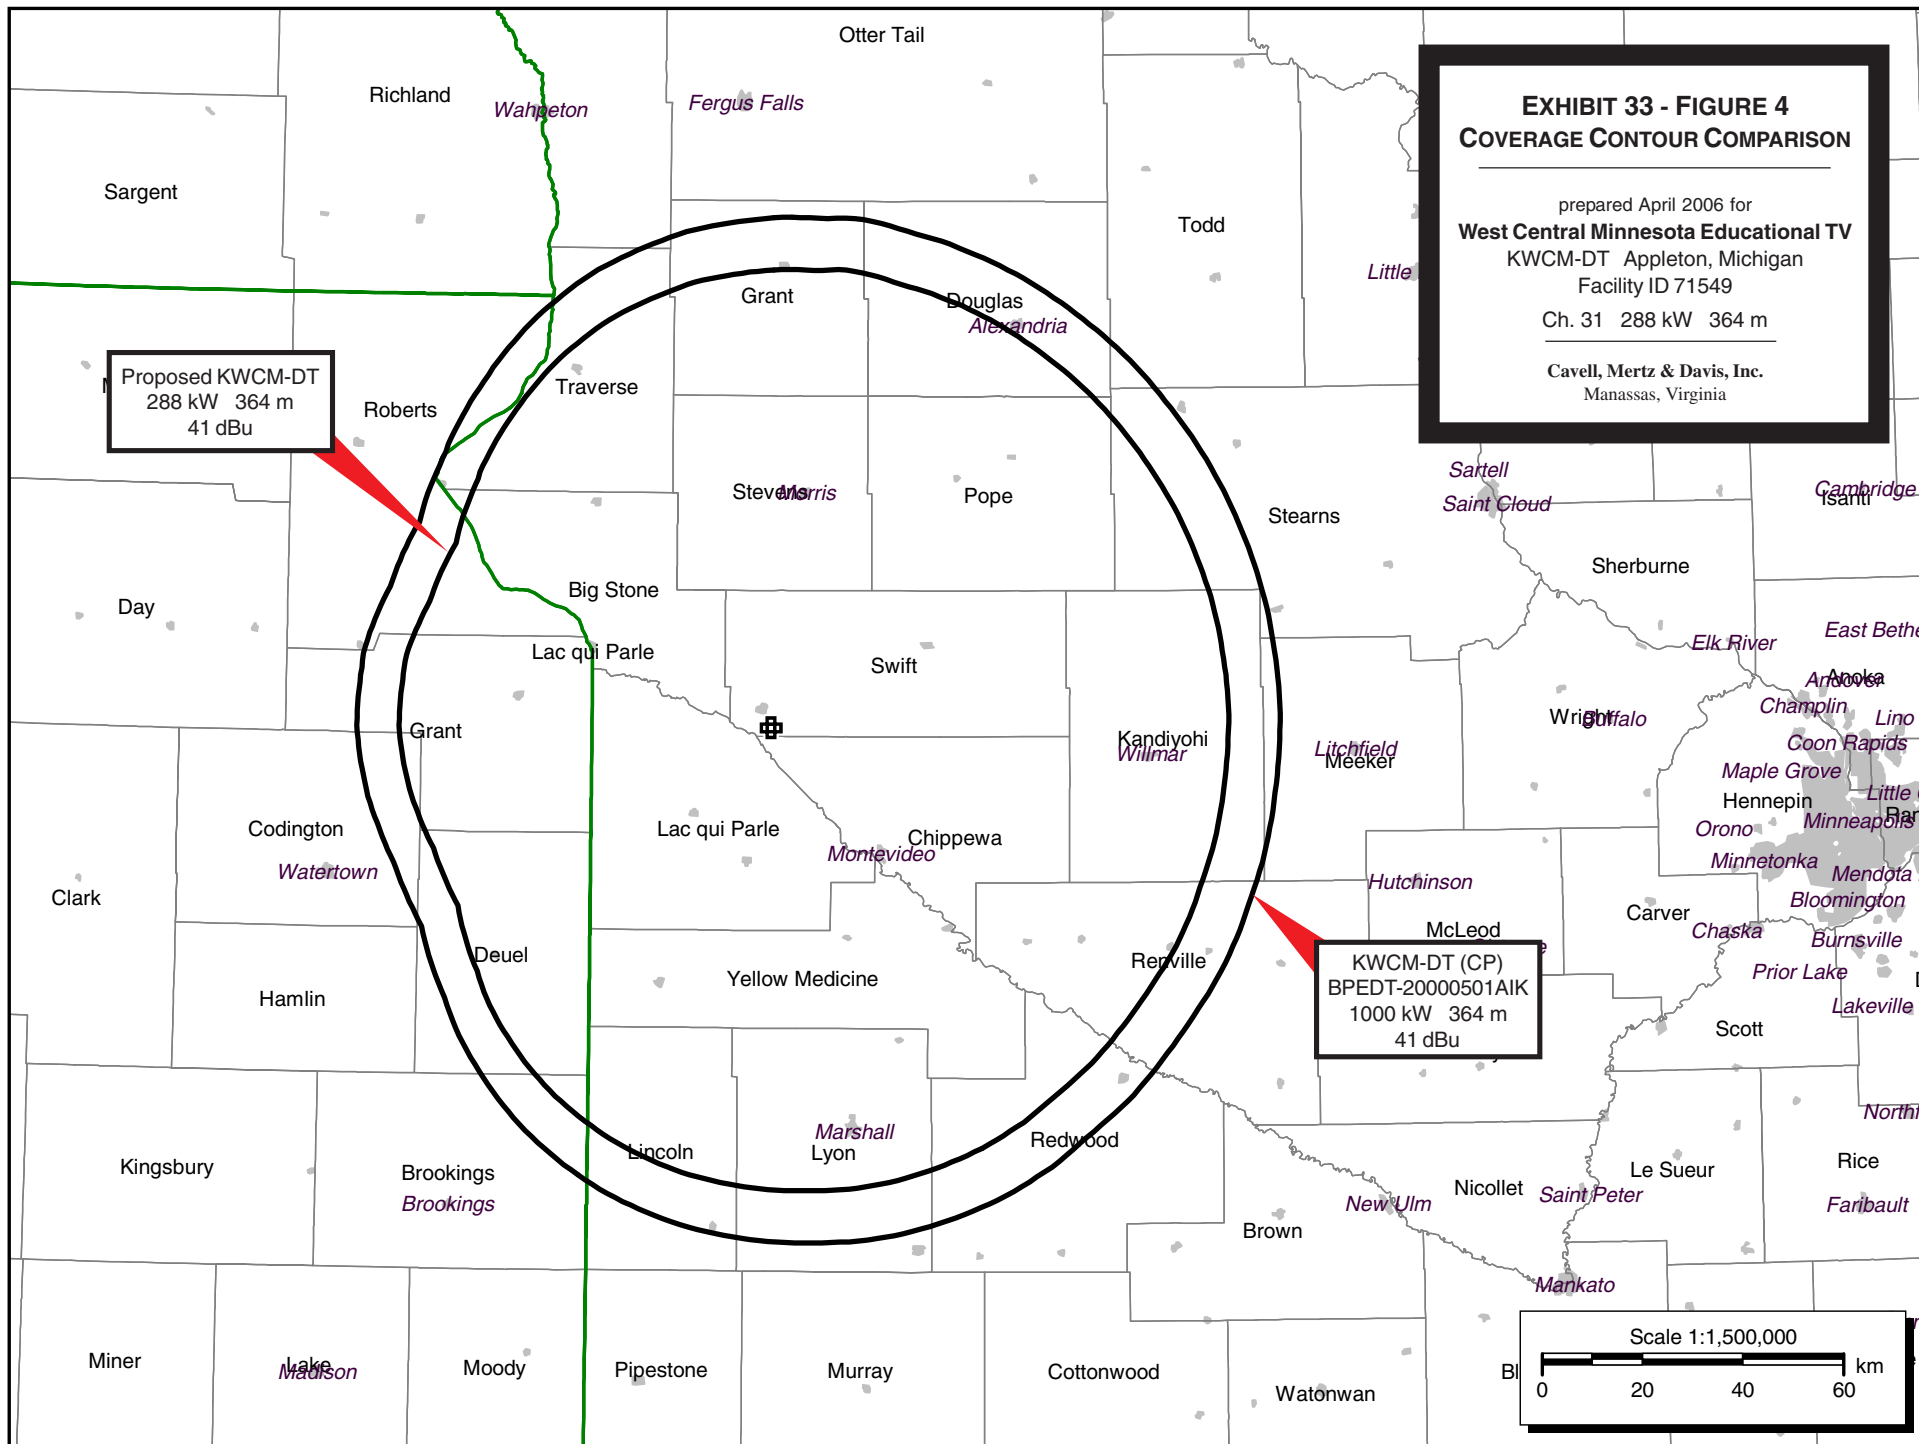 Otter Tail
Richland
Wahpeton
Fergus Falls
Sargent
Todd
Little
EXHIBIT 33 - FIGURE 4
COVERAGE CONTOUR COMPARISON
prepared April 2006 for
West Central Minnesota Educational TV
KWCM-DT Appleton, Michigan
Facility ID 71549
Ch. 31 288 kW 364 m
Cavell, Mertz & Davis, Inc.
Manassas, Virginia
Grant
Douglas
Alexandria
Proposed KWCM-DT
288 kW 364 m
41 dBu
Roberts
Traverse
Stevens
Morris
Pope
Stearns
Sartell
Saint Cloud
Cambridge
Isanti
Sherburne
Day
Big Stone
Lac qui Parle
Swift
Elk River
East Bethe
Anoka
Andover
Champlin
Lino
Grant
Kandiyohi
Willmar
Litchfield
Meeker
Wright
Buffalo
Coon Rapids
Maple Grove
Hennepin
Little
Ram
Minneapolis
Orono
Minnetonka
Mendota
Bloomington
Codington
Watertown
Lac qui Parle
Chippewa
Montevideo
Clark
Hutchinson
McLeod
Carver
Chaska
Burnsville
Prior Lake
Lakeville
Deuel
Hamlin
Yellow Medicine
Renville
KWCM-DT (CP)
BPEDT-20000501AIK
1000 kW 364 m
41 dBu
Scott
Northf
Kingsbury
Brookings
Brookings
Lincoln
Marshall
Lyon
Redwood
Brown
New Ulm
Nicollet
Saint Peter
Le Sueur
Rice
Faribault
Mankato
Miner
Lake
Madison
Moody
Pipestone
Murray
Cottonwood
Watonwan
Bl
Scale 1:1,500,000
km
0 20 40 60